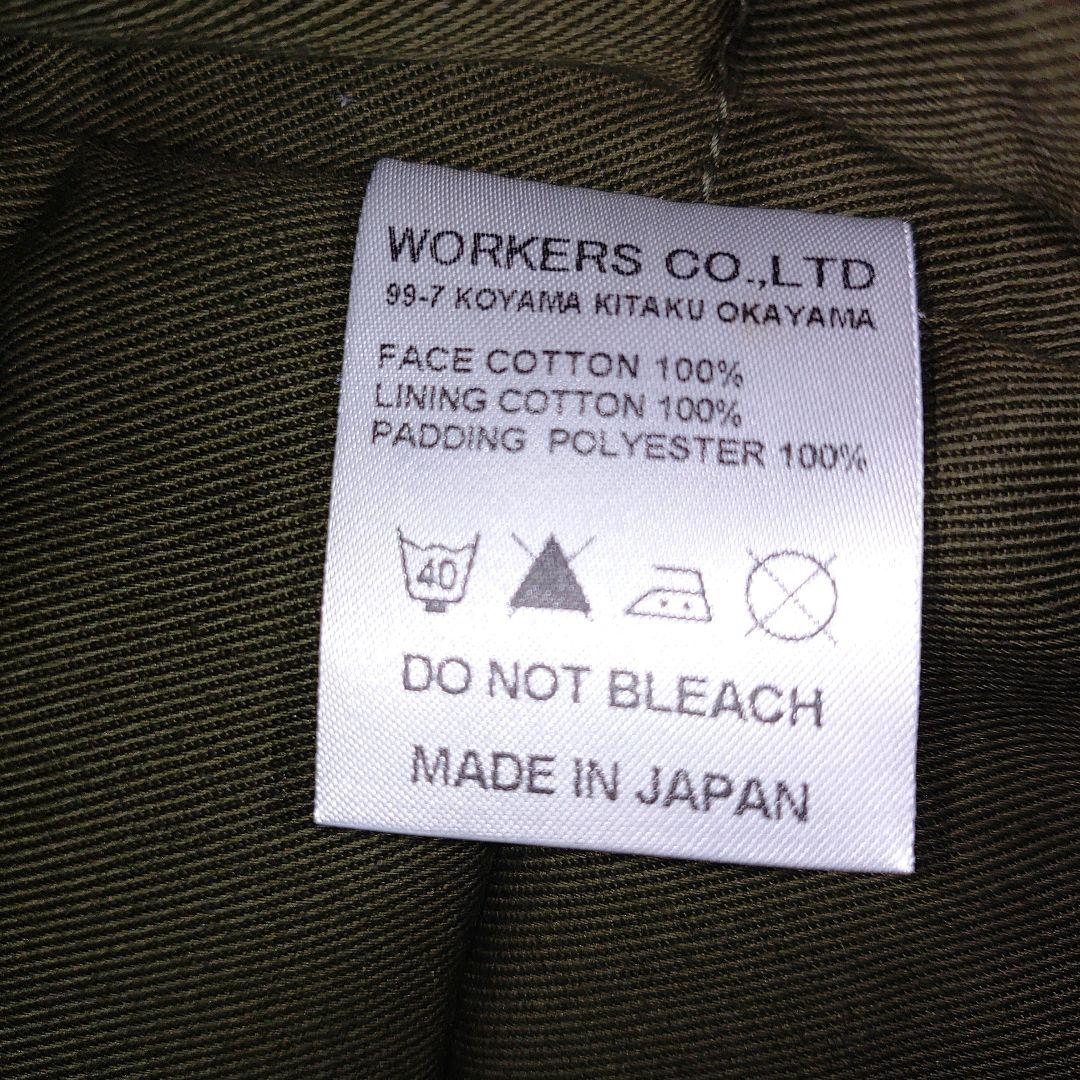 WORKERS CO.,LTD
99-7 KOYAMA KITAKU OKAYAMA
FACE COTTON 100%
LINING COTTON 100%
PADDING POLYESTER 100%
40
DO NOT BLEACH
MADE IN JAPAN